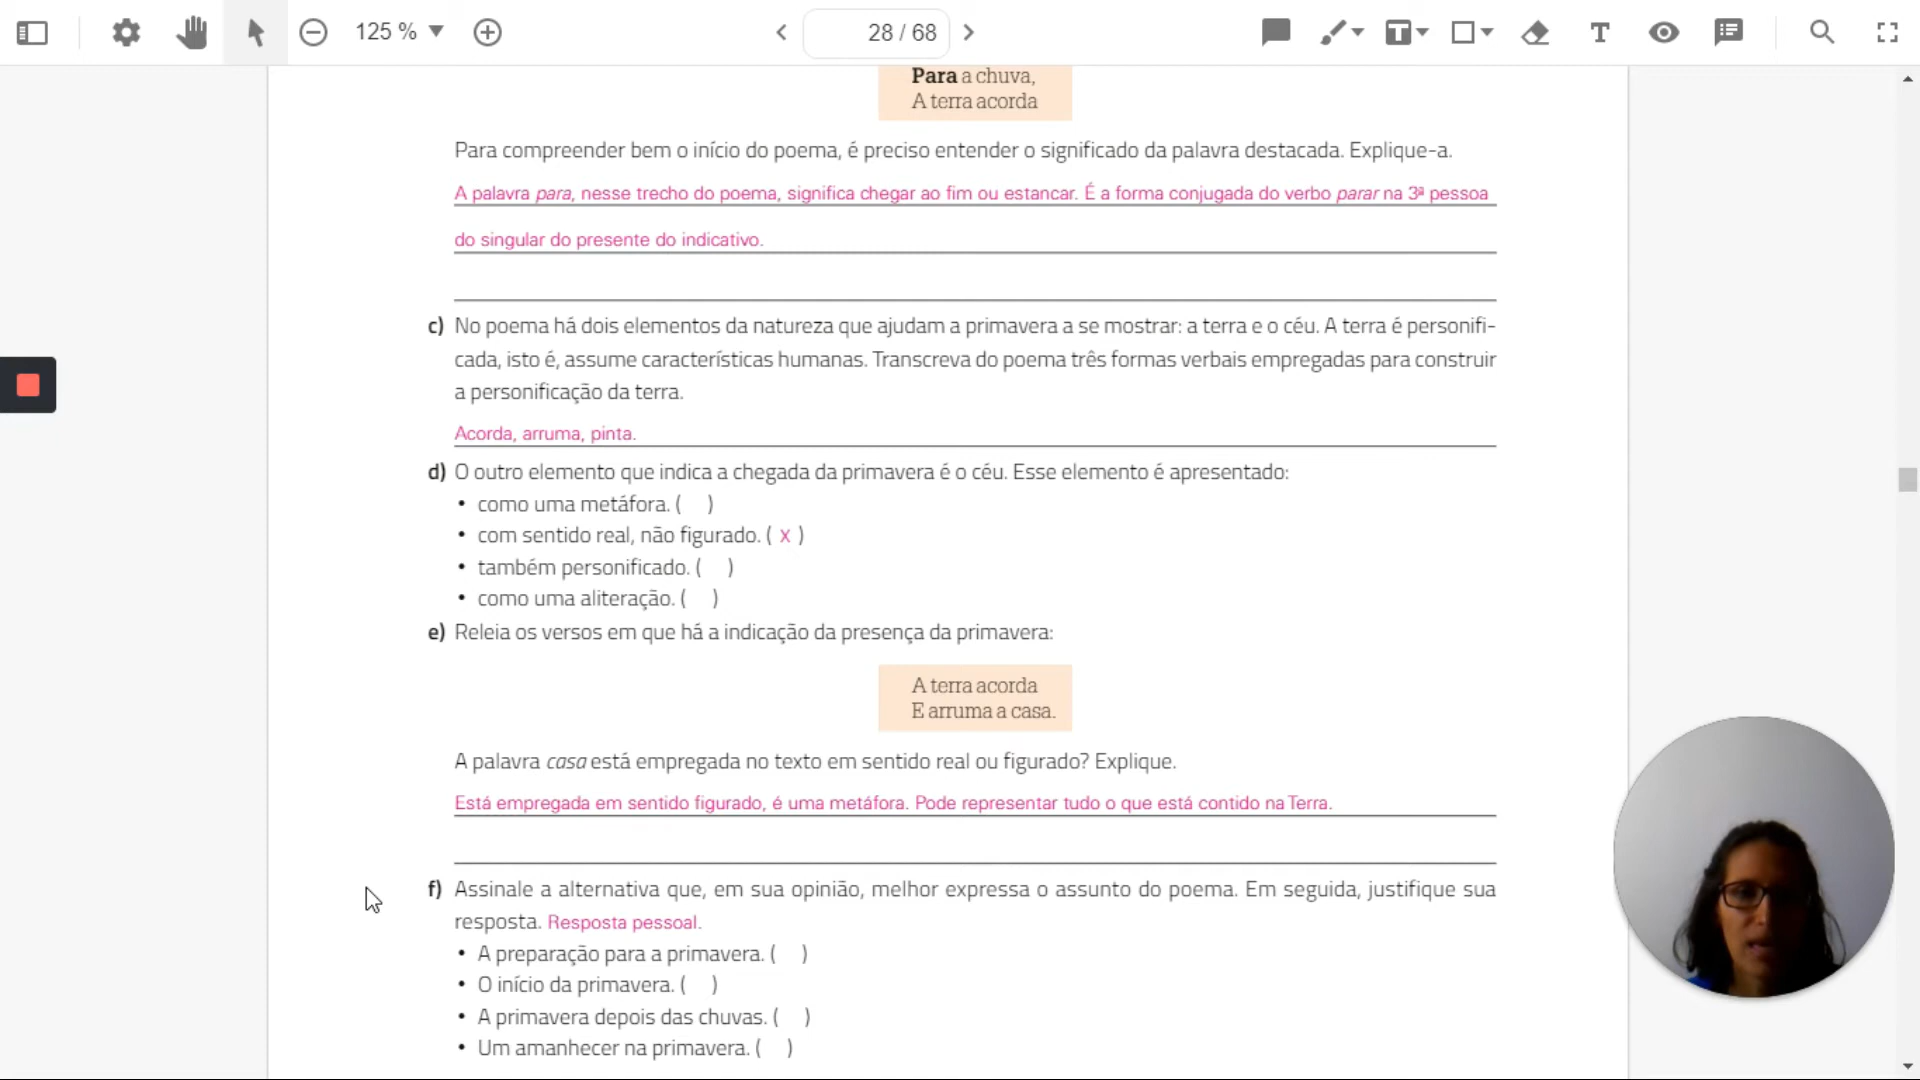 125 %
28 / 68
Para a chuva,
A terra acorda
Para compreender bem o início do poema, é preciso entender o significado da palavra destacada. Explique-a.
A palavra para, nesse trecho do poema, significa chegar ao fim ou estancar. É a forma conjugada do verbo parar na 3ª pessoa
do singular do presente do indicativo.
c) No poema há dois elementos da natureza que ajudam a primavera a se mostrar: a terra e o céu. A terra é personifi-
cada, isto é, assume características humanas. Transcreva do poema três formas verbais empregadas para construir
a personificação da terra.
Acorda, arruma, pinta.
d) O outro elemento que indica a chegada da primavera é o céu. Esse elemento é apresentado:
• como uma metáfora. ( )
• com sentido real, não figurado. ( x )
• também personificado. ( )
• como uma aliteração. ( )
e) Releia os versos em que há a indicação da presença da primavera:
A terra acorda
E arruma a casa.
A palavra casa está empregada no texto em sentido real ou figurado? Explique.
Está empregada em sentido figurado, é uma metáfora. Pode representar tudo o que está contido na Terra.
f) Assinale a alternativa que, em sua opinião, melhor expressa o assunto do poema. Em seguida, justifique sua
resposta. Resposta pessoal.
• A preparação para a primavera. ( )
• O início da primavera. ( )
• A primavera depois das chuvas. ( )
• Um amanhecer na primavera. ( )